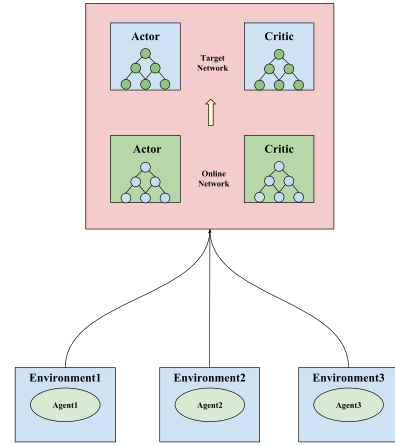 Actor
Critic
Target
Network
Actor
Critic
Online
Network
Environment1
Environment2
Environment3
Agent1
Agent2
Agent3